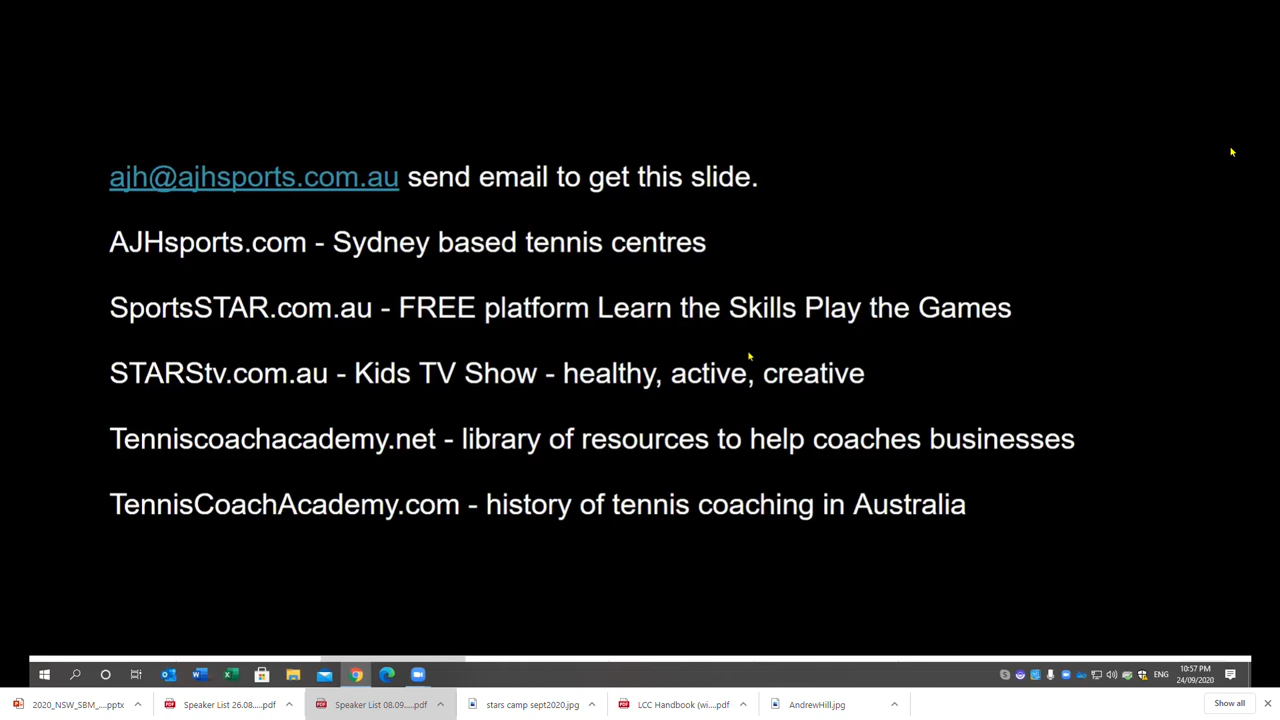 ajh@ajhsports.com.au send email to get this slide.
AJHsports.com - Sydney based tennis centres
SportsSTAR.com.au - FREE platform Learn the Skills Play the Games
STARStv.com.au - Kids TV Show - healthy, active, creative
Tenniscoachacademy.net - library of resources to help coaches businesses
TennisCoachAcademy.com - history of tennis coaching in Australia
ENG
10:57 PM
24/09/2020
2020_NSW_SBM_....pptx
Speaker List 26.08.....pdf
Speaker List 08.09.....pdf
stars camp sept2020.jpg
LCC Handbook (wi....pdf
AndrewHill.jpg
Show all